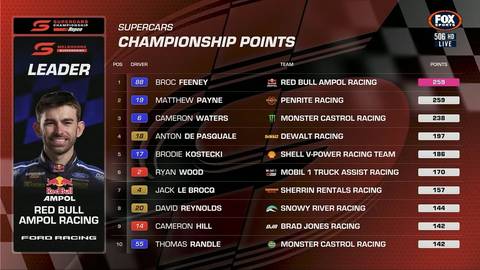 SUPERCARS
CHAMPIONSHIP
MELBOURNE
SUPERSPRINT
LEADER
Red Bull
AMPOL
RED BULL
AMPOL RACING
FORD RACING
SUPERCARS
CHAMPIONSHIP POINTS
FOX
SPORTS
506 HD
LIVE
POS DRIVER TEAM POINTS
1 88 BROC FEENEY RED BULL AMPOL RACING 259
2 19 MATTHEW PAYNE PENRITE RACING 259
3 6 CAMERON WATERS MONSTER CASTROL RACING 238
4 18 ANTON DE PASQUALE DEWALT RACING 197
5 17 BRODIE KOSTECKI SHELL V-POWER RACING TEAM 186
6 2 RYAN WOOD MOBIL 1 TRUCK ASSIST RACING 170
7 4 JACK LE BROCQ SHERRIN RENTALS RACING 157
8 20 DAVID REYNOLDS SNOWY RIVER RACING 144
9 14 CAMERON HILL BJR BRAD JONES RACING 142
10 55 THOMAS RANDLE MONSTER CASTROL RACING 142